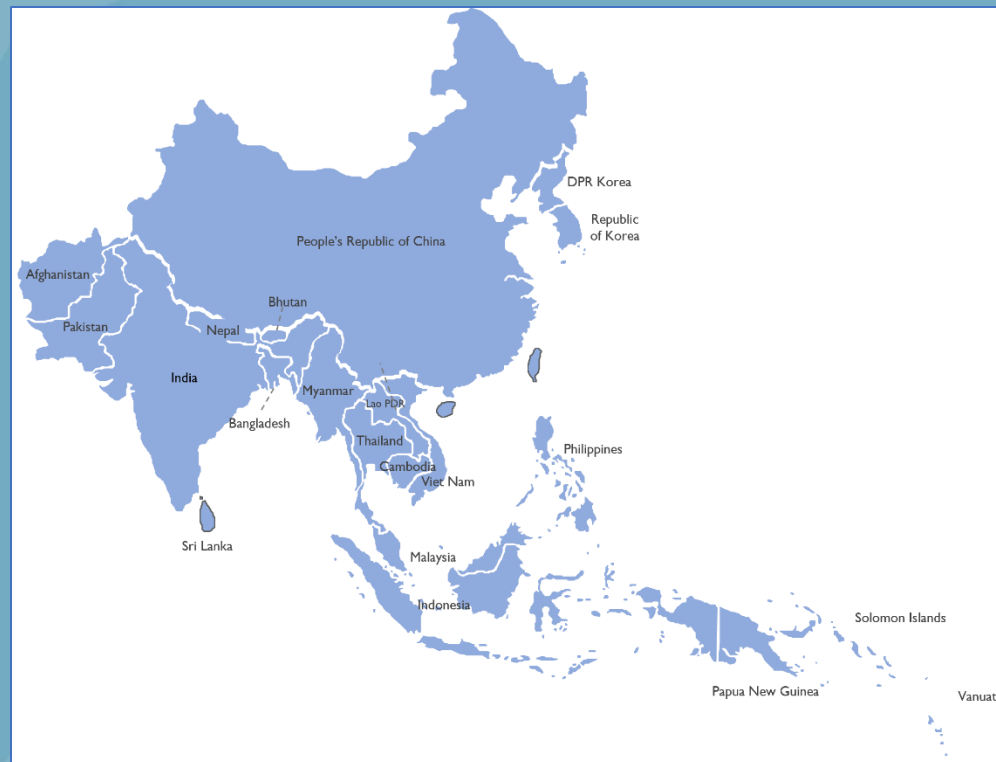 DPR Korea
Republic
of Korea
People's Republic of China
Afghanistan
Bhutan
Pakistan
Nepal
India
Myanmar
Lao PDR
Bangladesh
Thailand
Philippines
Cambodia
Viet Nam
Sri Lanka
Malaysia
Indonesia
Solomon Islands
Papua New Guinea
Vanuat